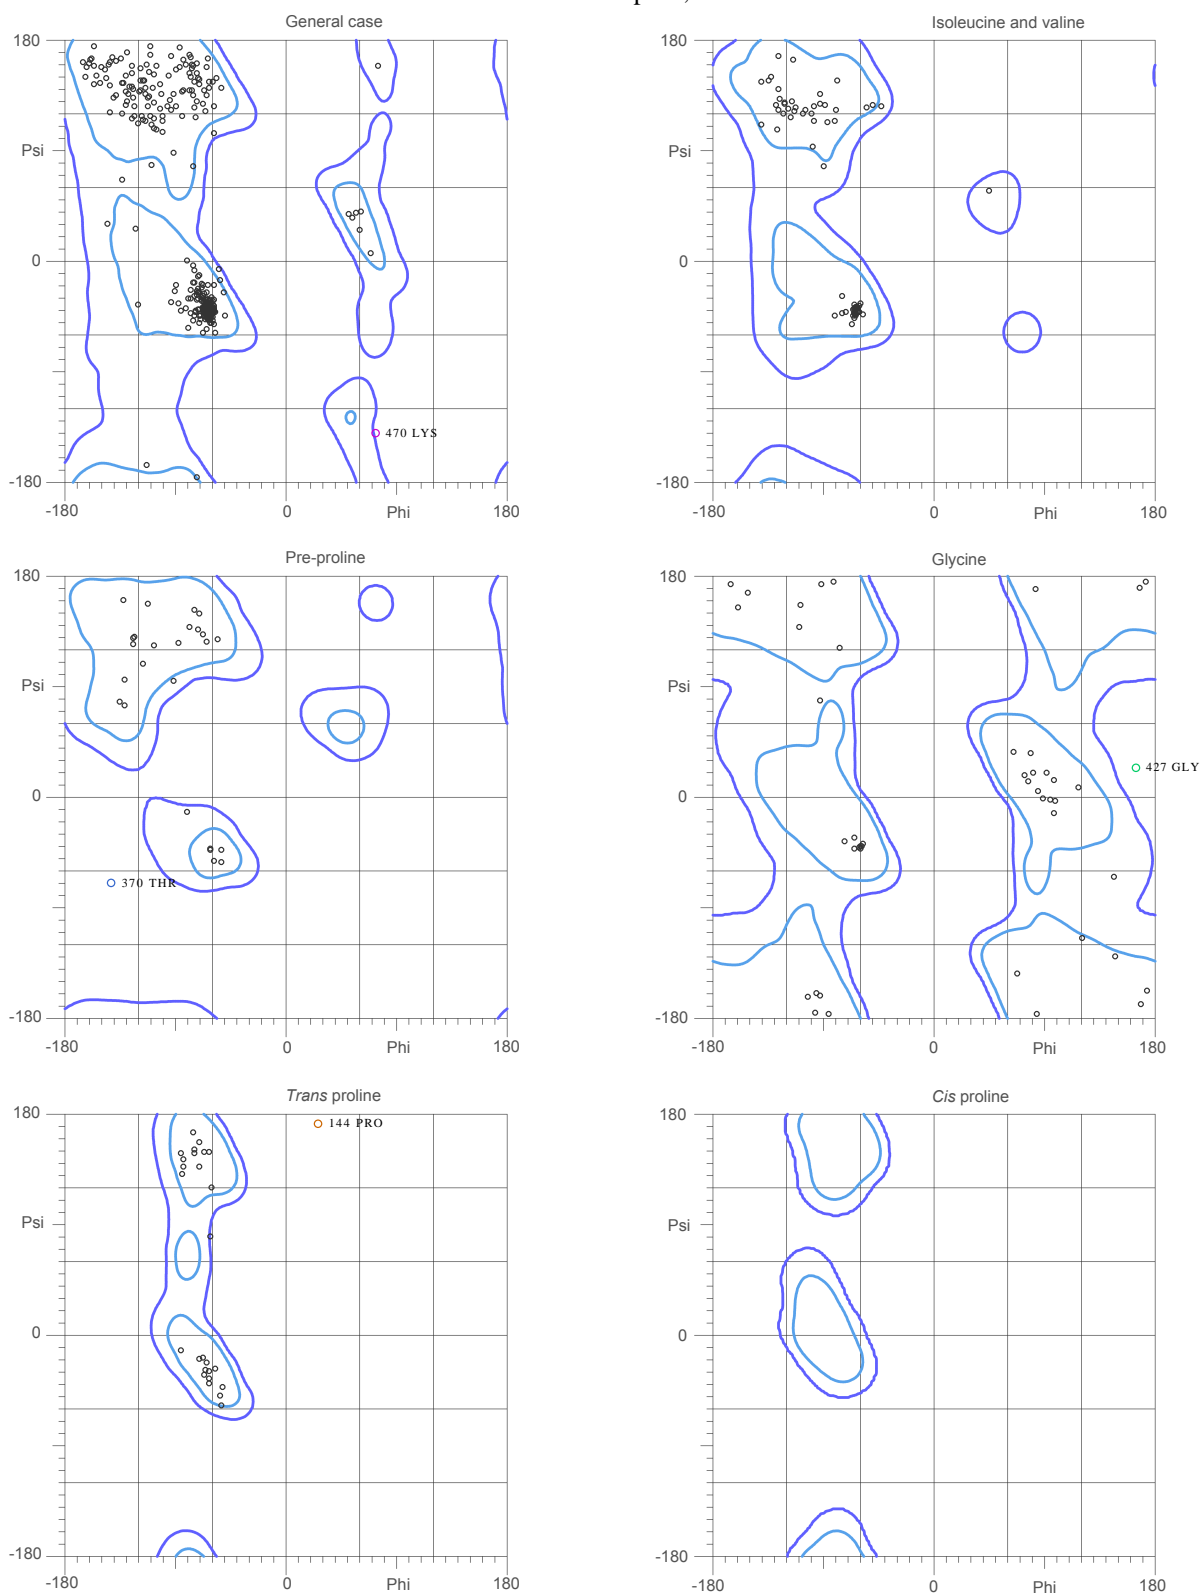 General case
Isoleucine and valine
180
Psi
0
470 LYS
-180
-180
0
Phi
180
180
Psi
0
-180
-180
0
Phi
180
Pre-proline
Glycine
180
Psi
0
370 THR
-180
-180
0
Phi
180
180
Psi
427 GLY
0
-180
-180
0
Phi
180
Trans proline
Cis proline
180
144 PRO
Psi
0
-180
-180
0
Phi
180
180
Psi
0
-180
-180
0
Phi
180